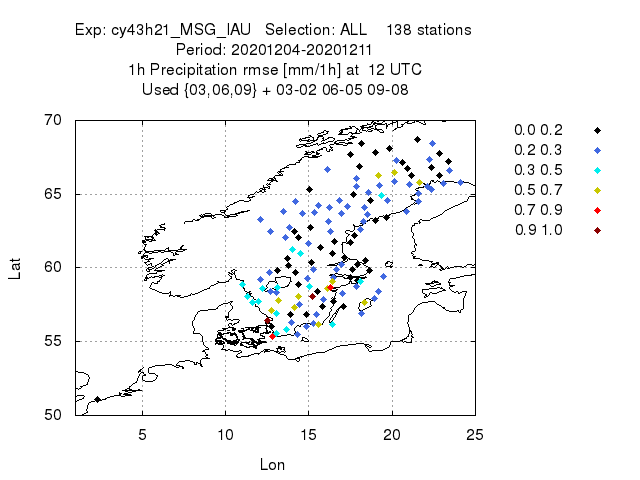 Exp: cy43h21_MSG_IAU   Selection: ALL    138 stations
Period: 20201204-20201211
1h Precipitation rmse [mm/1h] at  12 UTC
Used {03,06,09} + 03-02 06-05 09-08
70
65
60
55
50
Lat
5 10 15 20 25
Lon
0.0 0.2
0.2 0.3
0.3 0.5
0.5 0.7
0.7 0.9
0.9 1.0